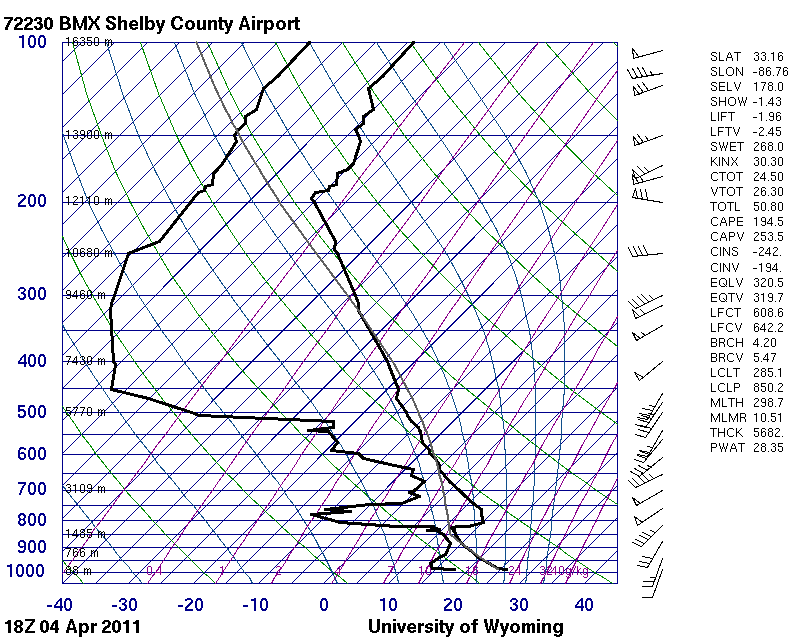 72230 BMX Shelby County Airport
100
16350 m
13900 m
200
12110 m
10680 m
300
9460 m
400
7430 m
500
5770 m
600
700
3109 m
800
1485 m
900
766 m
1000
0.4 1 2 4 7 10 16 24 32 40g/kg
-40 -30 -20 -10 0 10 20 30 40
18Z 04 Apr 2011
University of Wyoming
SLAT 33.16
SLON -86.76
SELV 178.0
SHOW -1.43
LIFT -1.96
LFTV -2.45
SWET 268.0
KINX 30.30
CTOT 24.50
VTOT 26.30
TOTL 50.80
CAPE 194.5
CAPV 253.5
CINS -242.
CINV -194.
EQLV 320.5
EQTV 319.7
LFCT 608.6
LFCV 642.2
BRCH 4.20
BRCV 5.47
LCLT 285.1
LCLP 850.2
MLTH 298.7
MLMR 10.51
THCK 5682.
PWAT 28.35